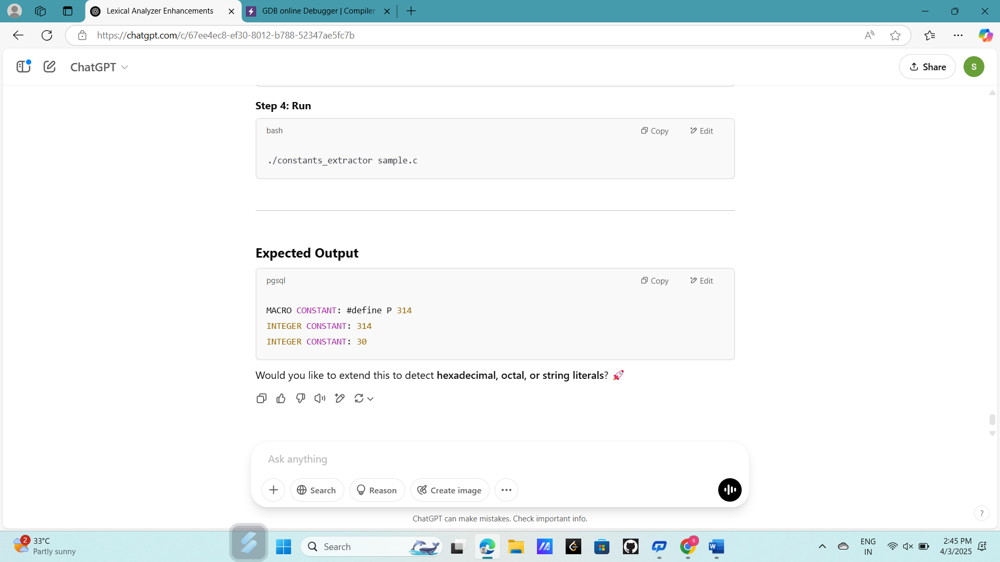 Lexical Analyzer Enhancements
GDB online Debugger | Compiler
https://chatgpt.com/c/67ee4ec8-ef30-8012-b788-52347ae5fc7b
ChatGPT
Share
S
Step 4: Run
bash
Copy
Edit
./constants_extractor sample.c
Expected Output
pgsql
Copy
Edit
MACRO CONSTANT: #define P 314
INTEGER CONSTANT: 314
INTEGER CONSTANT: 30
Would you like to extend this to detect hexadecimal, octal, or string literals? 🚀
Ask anything
Search
Reason
Create image
ChatGPT can make mistakes. Check important info.
?
2
33°C
Partly sunny
Search
S
W
ENG
IN
2:45 PM
4/3/2025